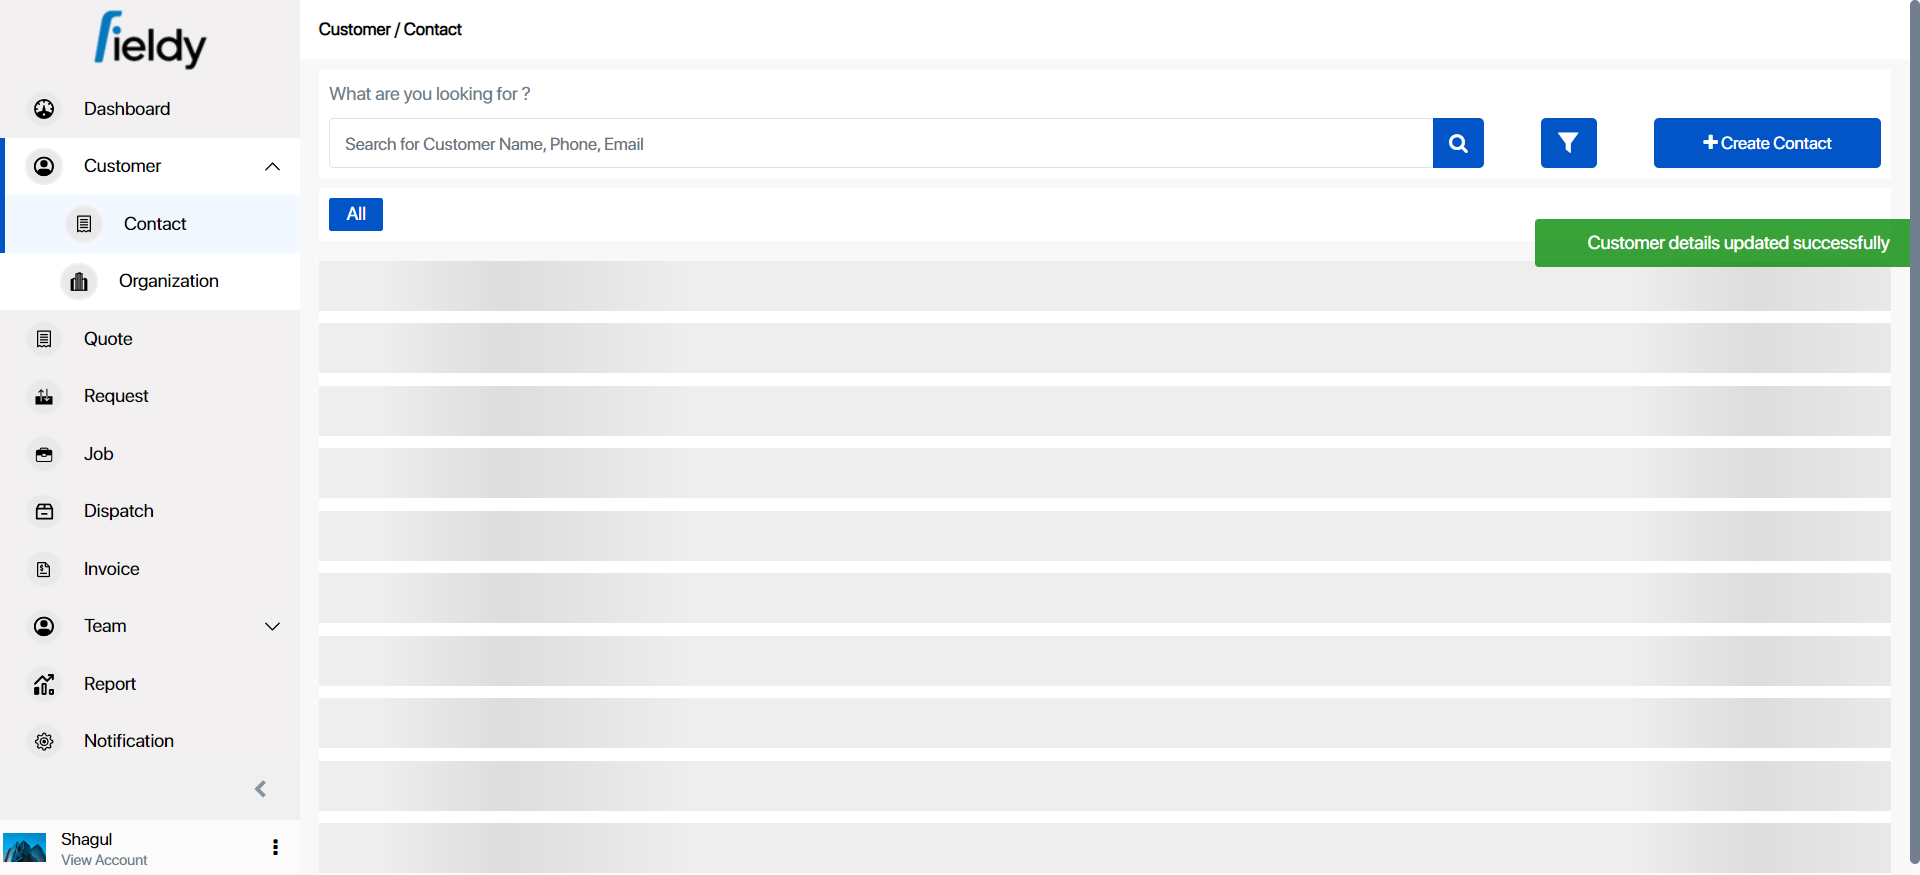 fieldy
Customer / Contact
Dashboard
Customer
Contact
Organization
Quote
Request
Job
Dispatch
Invoice
Team
Report
Notification
Shagul
View Account
What are you looking for ?
Search for Customer Name, Phone, Email
Create Contact
All
Customer details updated successfully